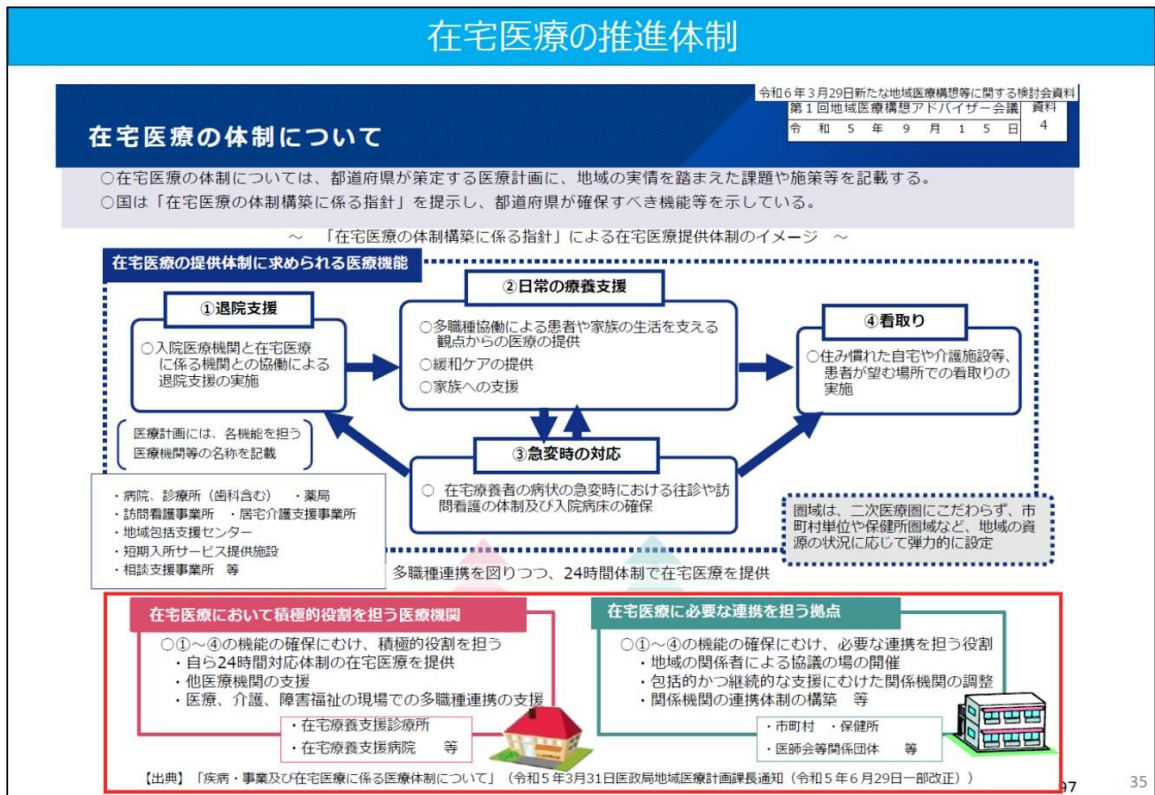 在宅医療の推進体制
令和６年３月29日新たな地域医療構想等に関する検討会資料
第１回地域医療構想アドバイザー会議
令和５年９月１５日
資料
4
在宅医療の体制について
○在宅医療の体制については、都道府県が策定する医療計画に、地域の実情を踏まえた課題や施策等を記載する。
○国は「在宅医療の体制構築に係る指針」を提示し、都道府県が確保すべき機能等を示している。
～　「在宅医療の体制構築に係る指針」による在宅医療提供体制のイメージ　～
在宅医療の提供体制に求められる医療機能
①退院支援
○入院医療機関と在宅医療
に係る機関との協働による
退院支援の実施
②日常の療養支援
○多職種協働による患者や家族の生活を支える
観点からの医療の提供
○緩和ケアの提供
○家族への支援
④看取り
○住み慣れた自宅や介護施設等、
患者が望む場所での看取りの
実施
医療計画には、各機能を担う
医療機関等の名称を記載
③急変時の対応
○ 在宅療養者の病状の急変時における往診や訪
問看護の体制及び入院病床の確保
・病院、診療所（歯科含む）　・薬局
・訪問看護事業所　・居宅介護支援事業所
・地域包括支援センター
・短期入所サービス提供施設
・相談支援事業所　等
圏域は、二次医療圏にこだわらず、市
町村単位や保健所圏域など、地域の資
源の状況に応じて弾力的に設定
多職種連携を図りつつ、24時間体制で在宅医療を提供
在宅医療において積極的役割を担う医療機関
○①～④の機能の確保にむけ、積極的役割を担う
・自ら24時間対応体制の在宅医療を提供
・他医療機関の支援
・医療、介護、障害福祉の現場での多職種連携の支援
・在宅療養支援診療所
・在宅療養支援病院　等
在宅医療に必要な連携を担う拠点
○①～④の機能の確保にむけ、必要な連携を担う役割
・地域の関係者による協議の場の開催
・包括的かつ継続的な支援にむけた関係機関の調整
・関係機関の連携体制の構築　等
・市町村　・保健所
・医師会等関係団体　等
【出典】「疾病・事業及び在宅医療に係る医療体制について」（令和５年3月31日医政局地域医療計画課長通知（令和５年６月29日一部改正））
97
35